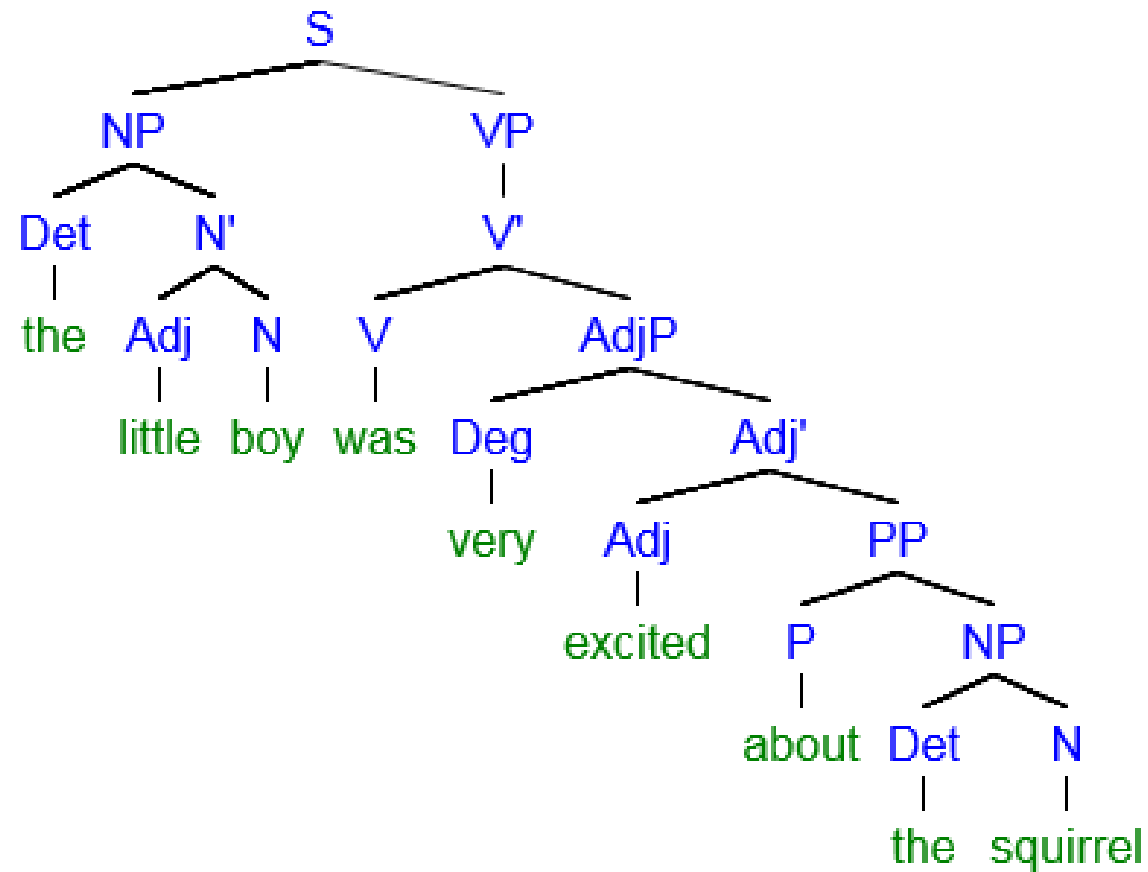 S
NP VP
Det N' V'
the Adj N V AdjP
little boy was Deg Adj'
very Adj PP
excited P NP
about Det N
the squirrel